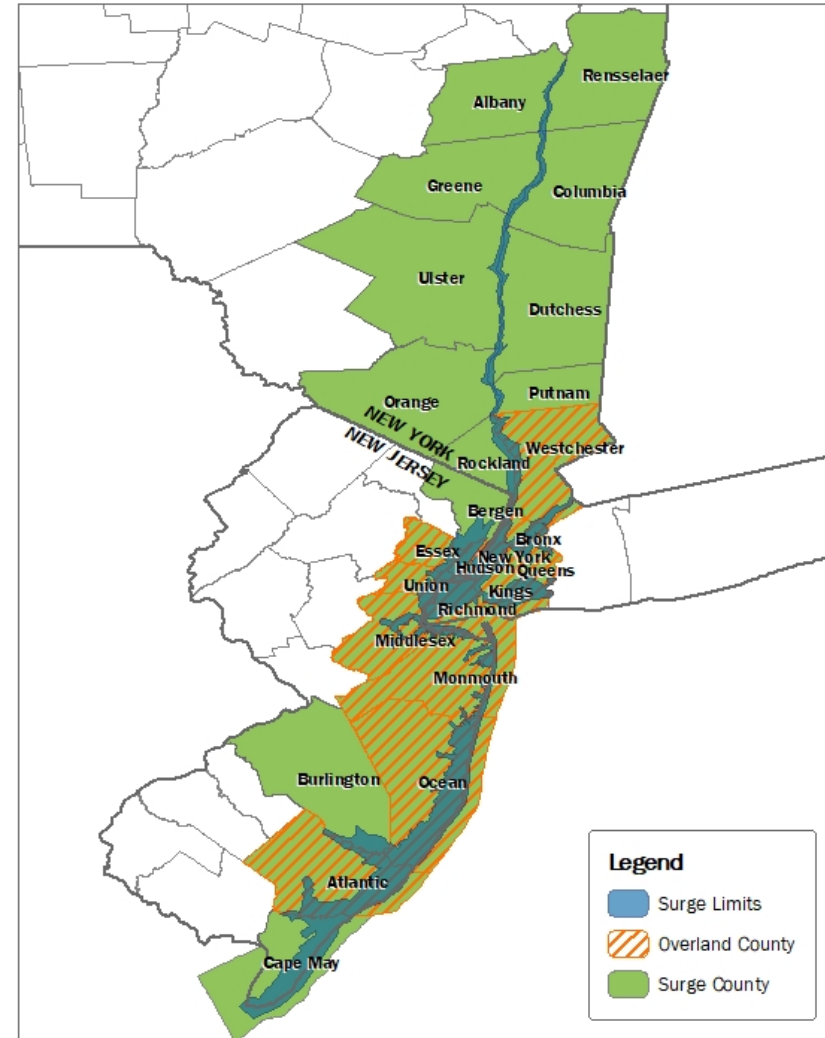 Rensselaer
Albany
Greene
Columbia
Ulster
Dutchess
Putnam
Orange
NEW YORK
NEW JERSEY
Westchester
Rockland
Bergen
Bronx
Essex
New York
Hudson
Queens
Union
Kings
Richmond
Middlesex
Monmouth
Burlington
Ocean
Atlantic
Cape May
Legend
Surge Limits
Overland County
Surge County